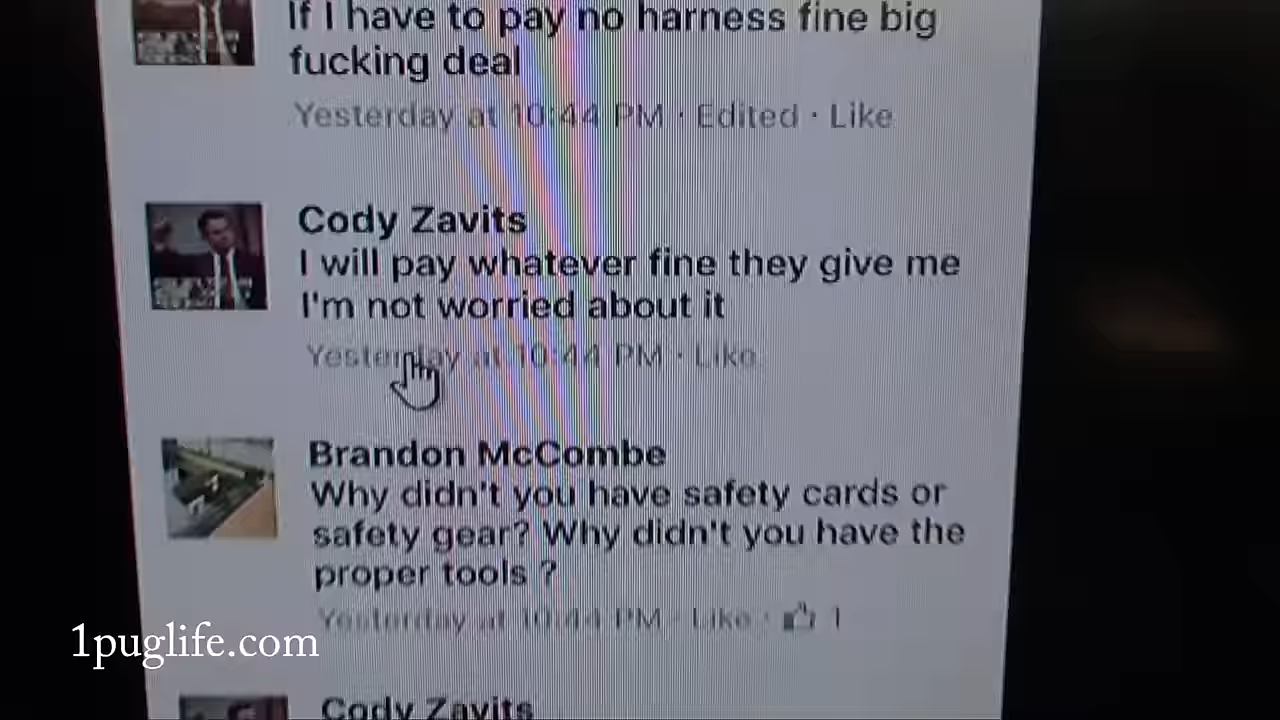 If I have to pay no harness fine big
fucking deal
Yesterday at 10:44 PM · Edited · Like
Cody Zavits
I will pay whatever fine they give me
I'm not worried about it
Yesterday at 10:44 PM · Like
Brandon McCombe
Why didn't you have safety cards or
safety gear? Why didn't you have the
proper tools ?
Yesterday at 10:44 PM · Like · 1
1puglife.com
Cody Zavits